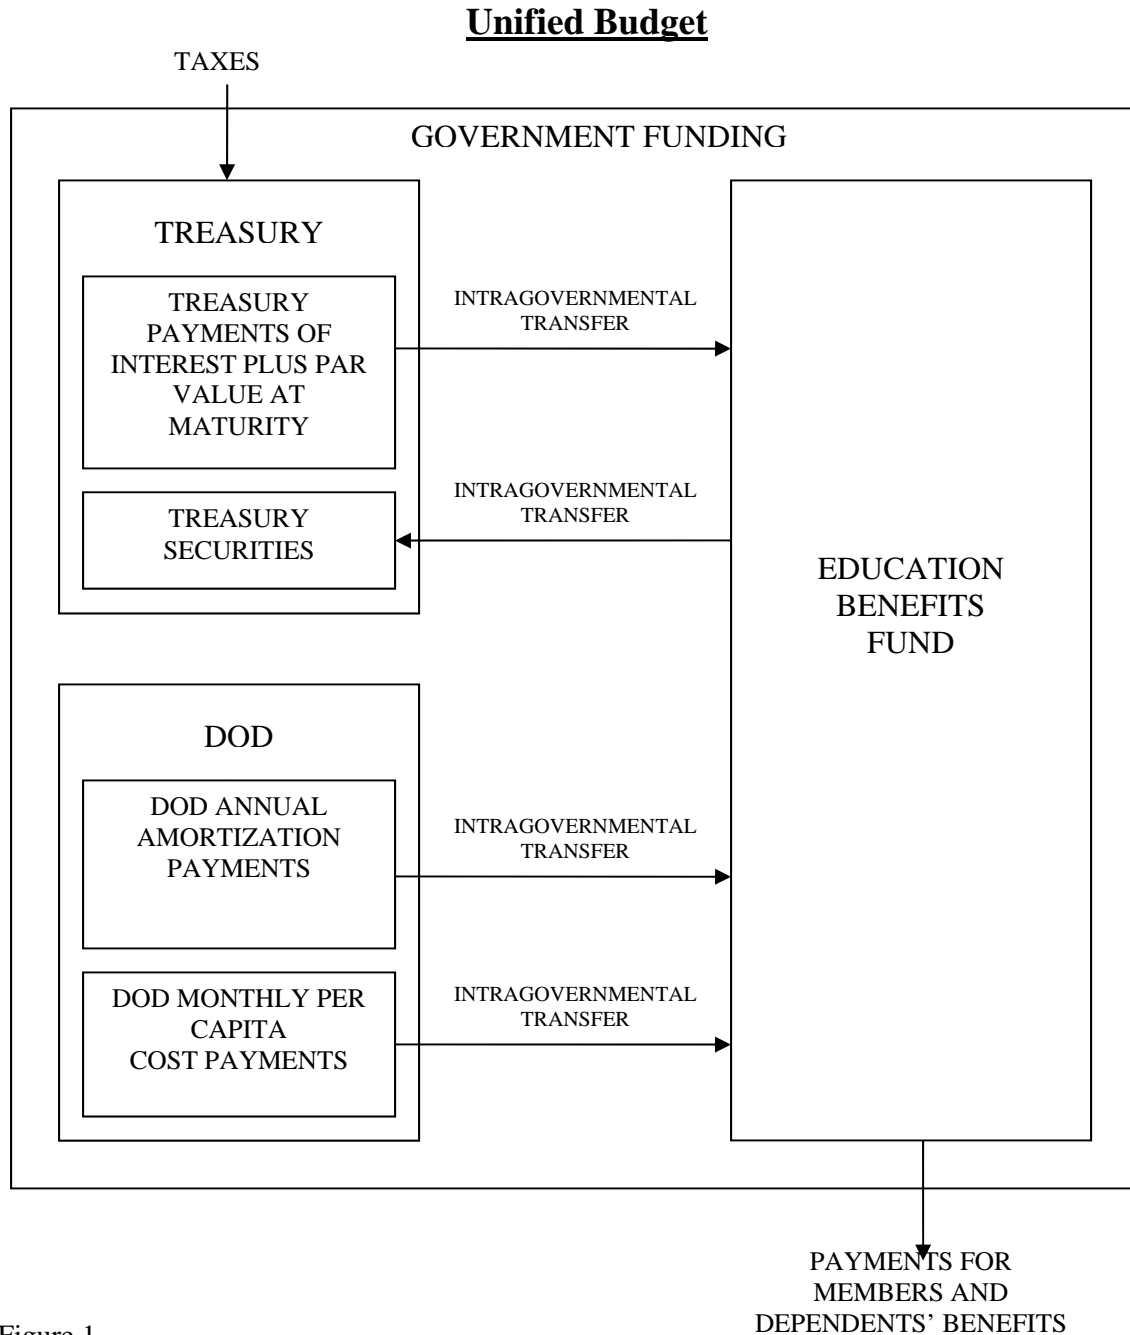 Unified Budget
TAXES
GOVERNMENT FUNDING
TREASURY
TREASURY
PAYMENTS OF
INTEREST PLUS PAR
VALUE AT
MATURITY
INTRAGOVERNMENTAL
TRANSFER
TREASURY
SECURITIES
INTRAGOVERNMENTAL
TRANSFER
EDUCATION
BENEFITS
FUND
DOD
DOD ANNUAL
AMORTIZATION
PAYMENTS
INTRAGOVERNMENTAL
TRANSFER
DOD MONTHLY PER
CAPITA
COST PAYMENTS
INTRAGOVERNMENTAL
TRANSFER
PAYMENTS FOR
MEMBERS AND
DEPENDENTS’ BENEFITS
Figure 1